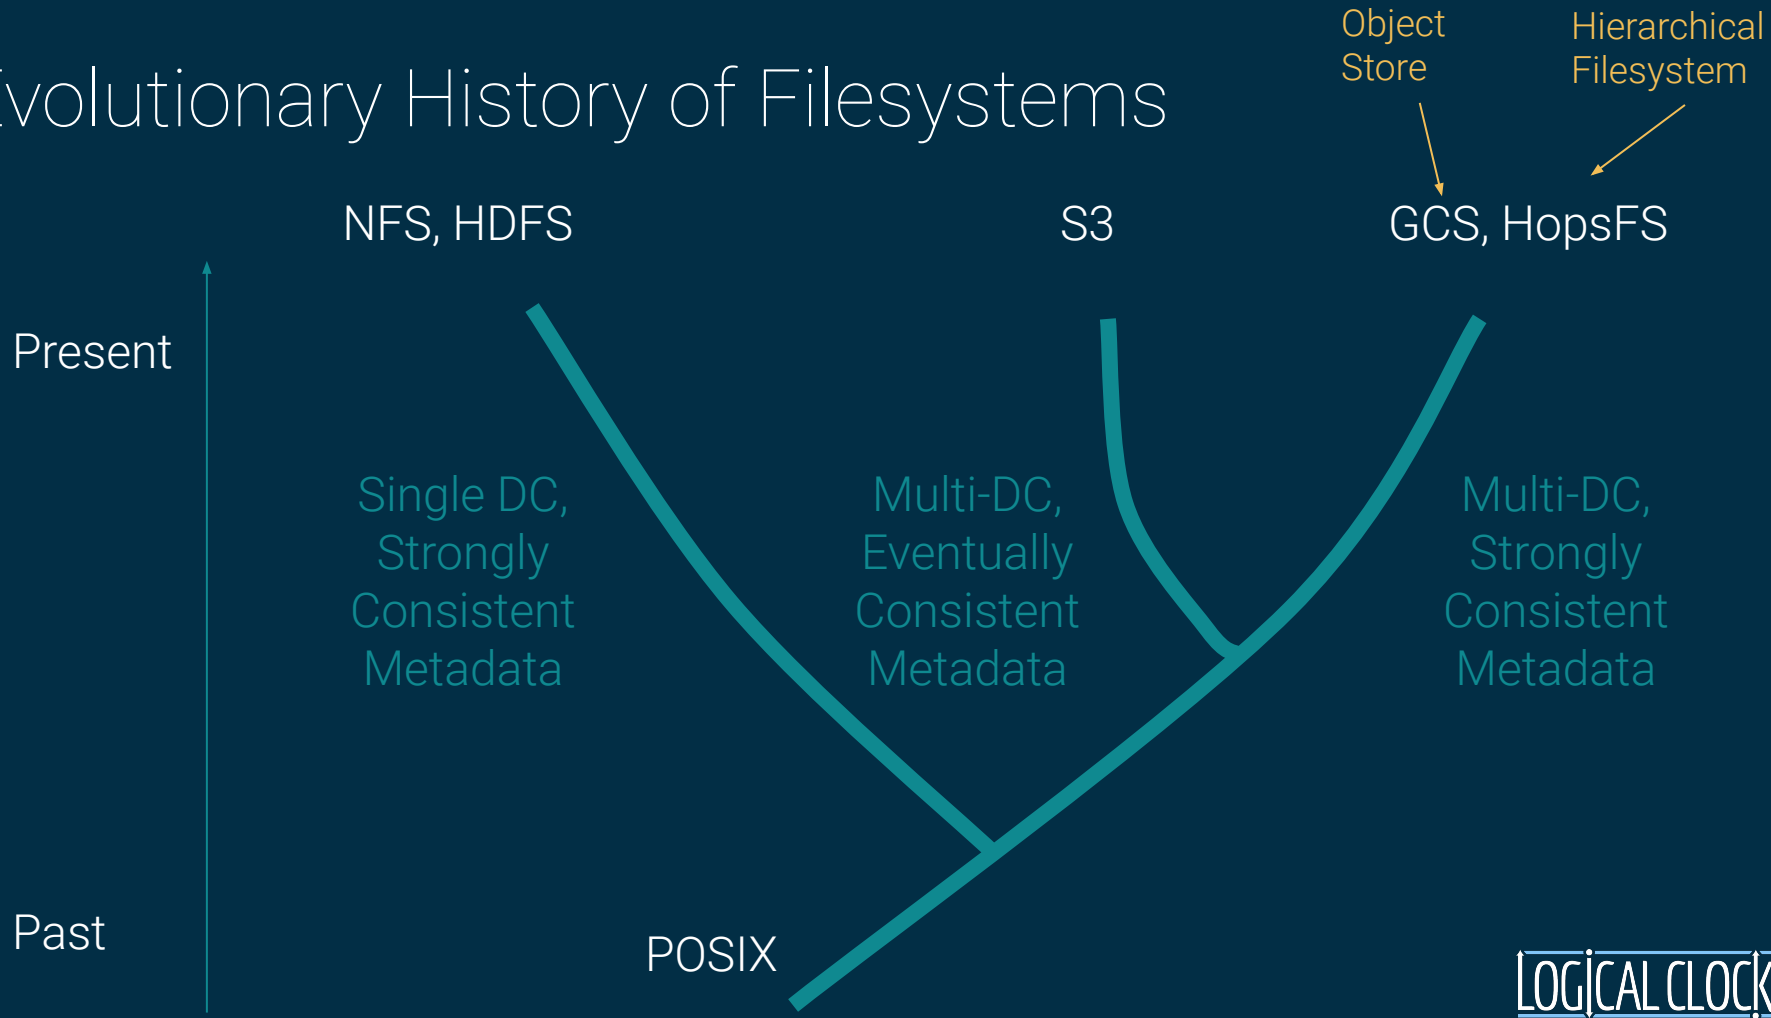 Object
Store
Hierarchical
Filesystem
Evolutionary History of Filesystems
NFS, HDFS
S3
GCS, HopsFS
Present
Single DC,
Strongly
Consistent
Metadata
Multi-DC,
Eventually
Consistent
Metadata
Multi-DC,
Strongly
Consistent
Metadata
Past
POSIX
LOGICAL CLOCK